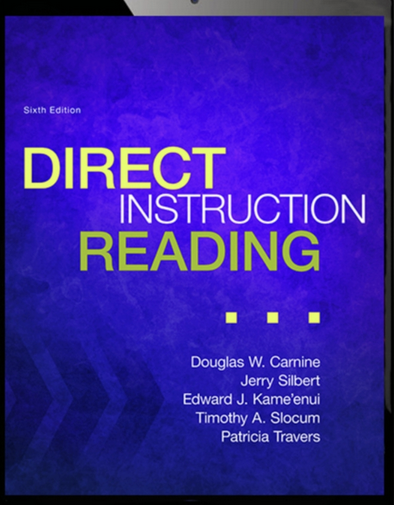 Sixth Edition
DIRECT
INSTRUCTION
READING
Douglas W. Carnine
Jerry Silbert
Edward J. Kame'enui
Timothy A. Slocum
Patricia Travers